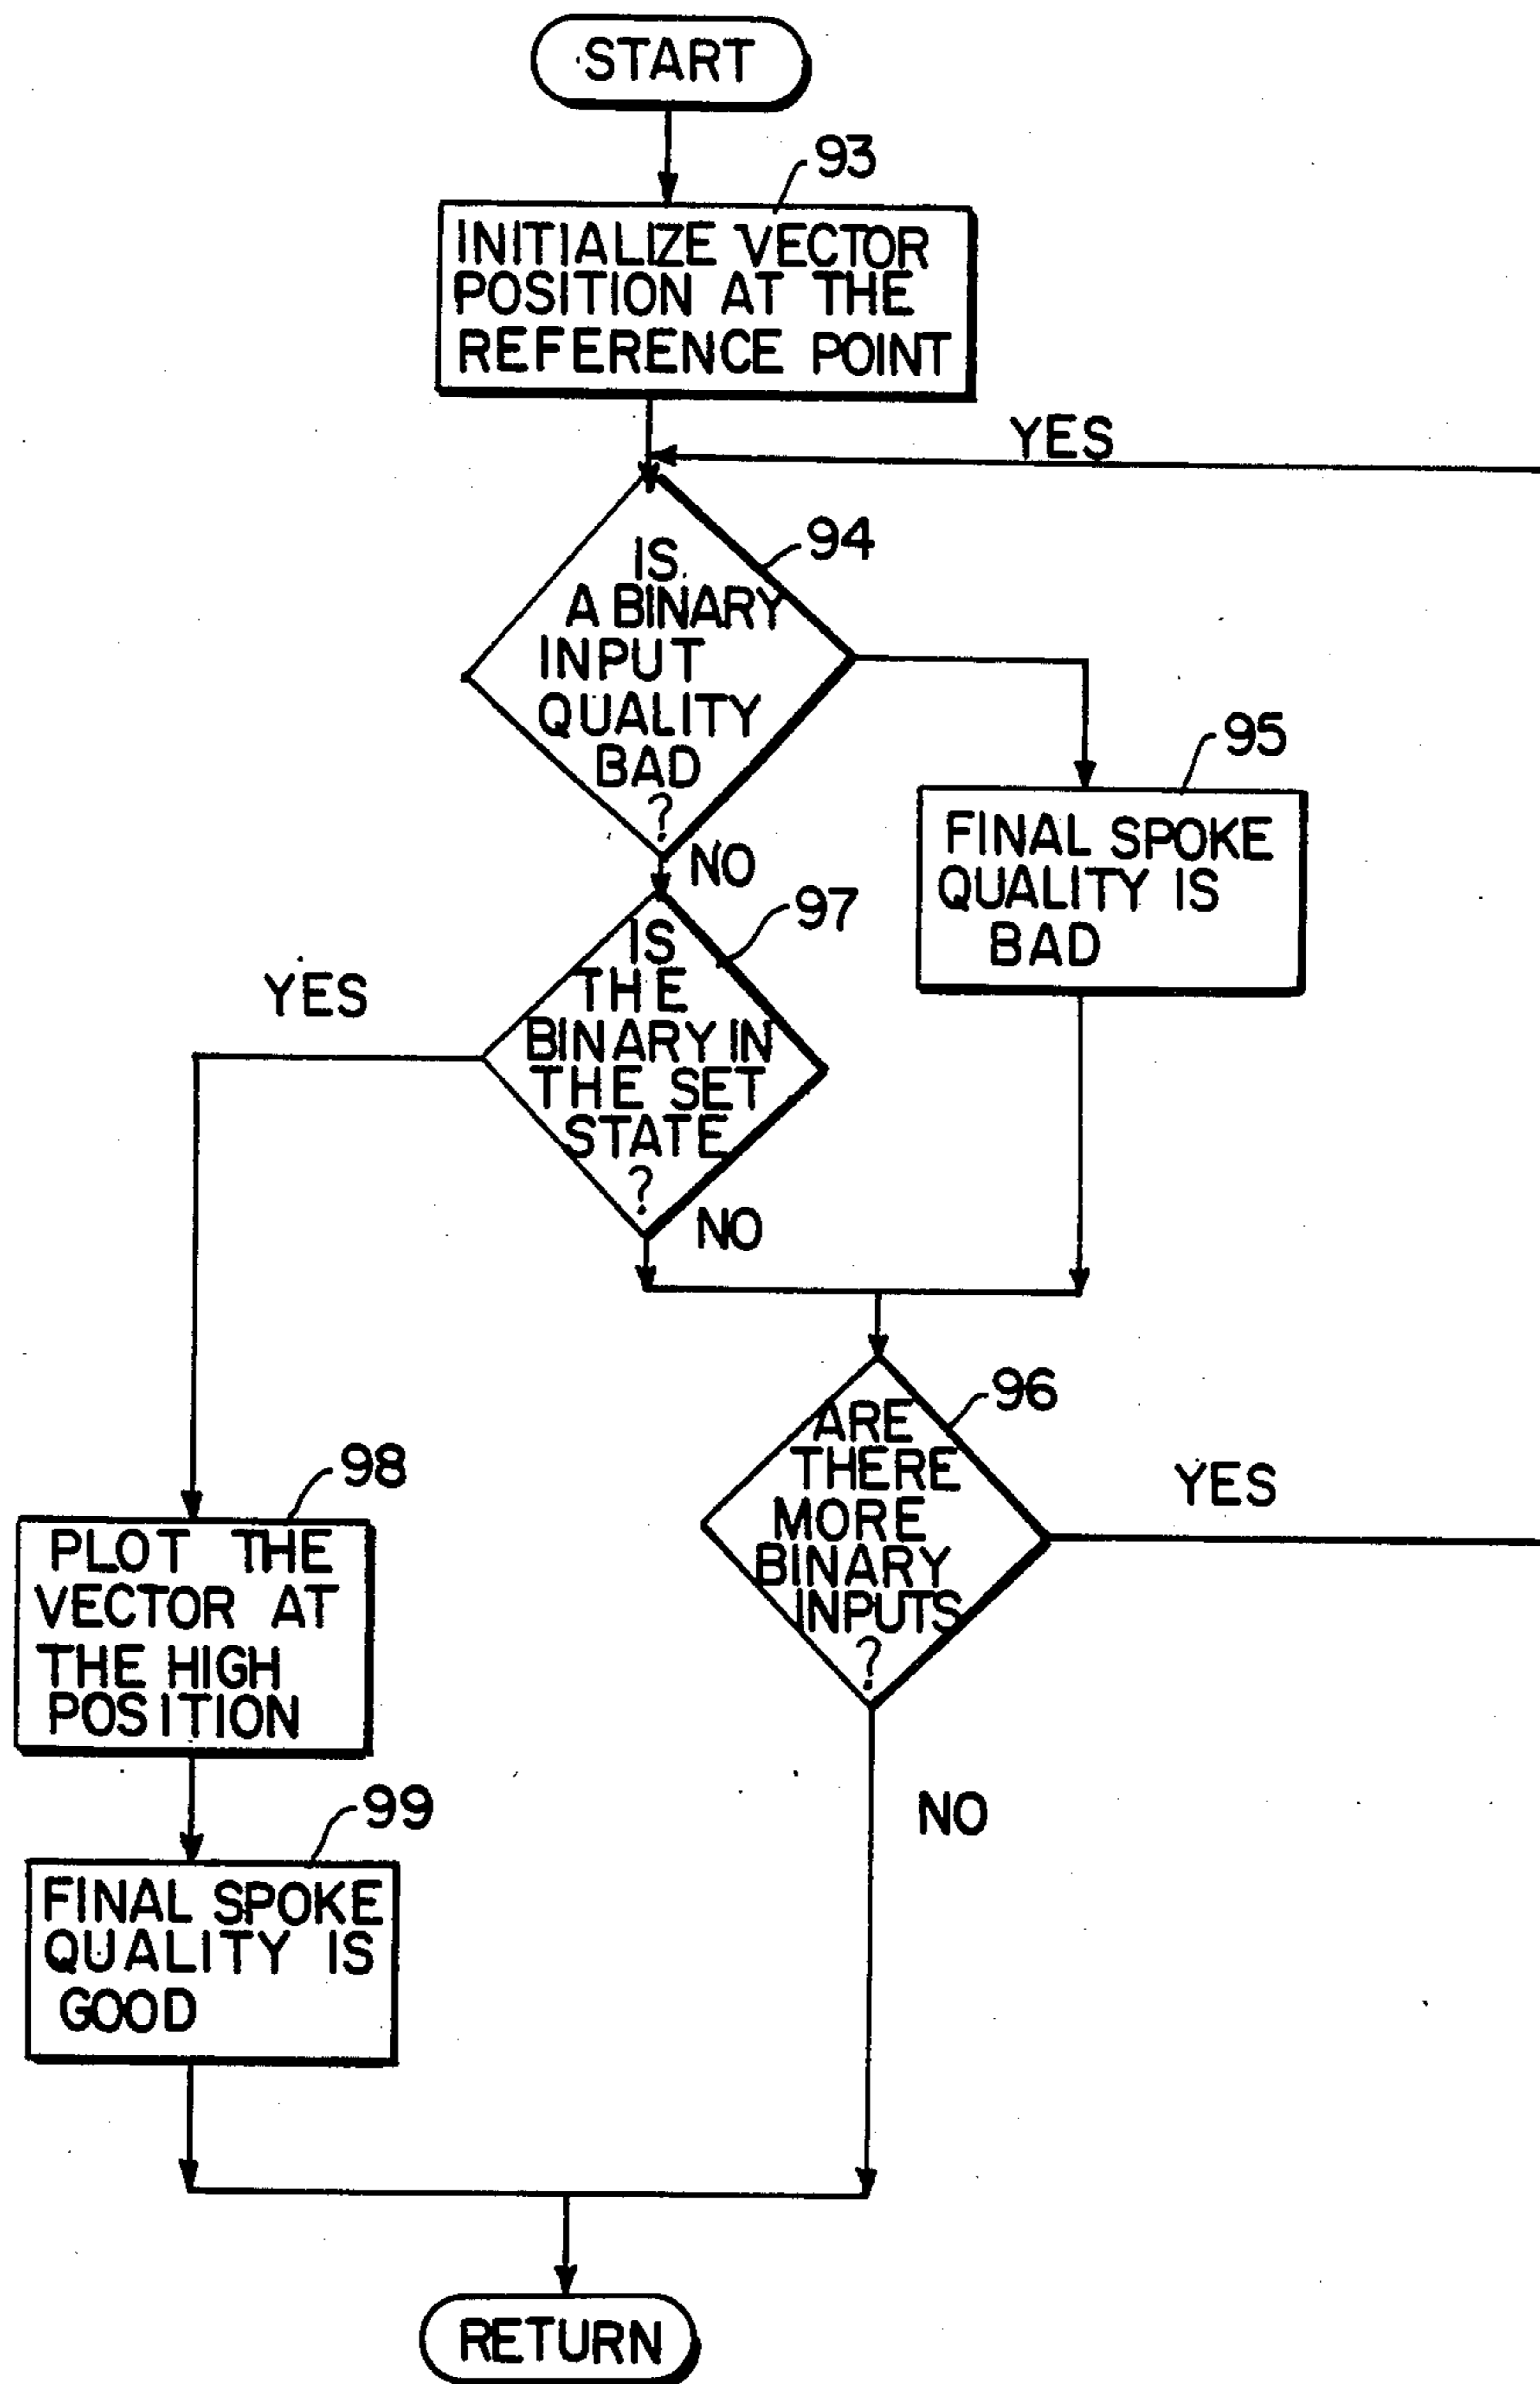 START
93
INITIALIZE VECTOR
POSITION AT THE
REFERENCE POINT
YES
94
IS
A BINARY
INPUT
QUALITY
BAD
?
NO
95
FINAL SPOKE
QUALITY IS
BAD
97
IS
THE
BINARY IN
THE SET
STATE
?
YES
NO
96
ARE
THERE
MORE
BINARY
INPUTS
?
YES
NO
98
PLOT THE
VECTOR AT
THE HIGH
POSITION
99
FINAL SPOKE
QUALITY IS
GOOD
RETURN